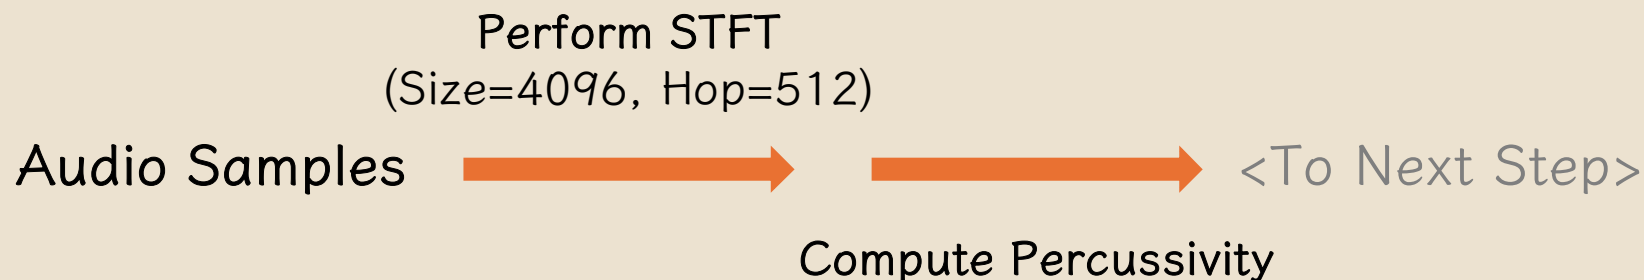 Perform STFT
(Size=4096, Hop=512)
Audio Samples
<To Next Step>
Compute Percussivity